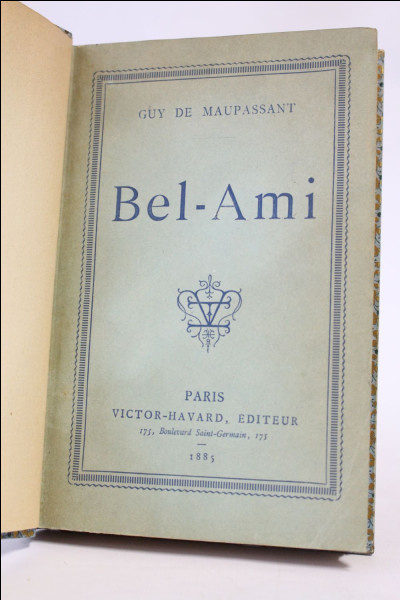 GUY DE MAUPASSANT
Bel-Ami
PARIS
VICTOR-HAVARD, EDITEUR
175, Boulevard Saint-Germain, 175
1885